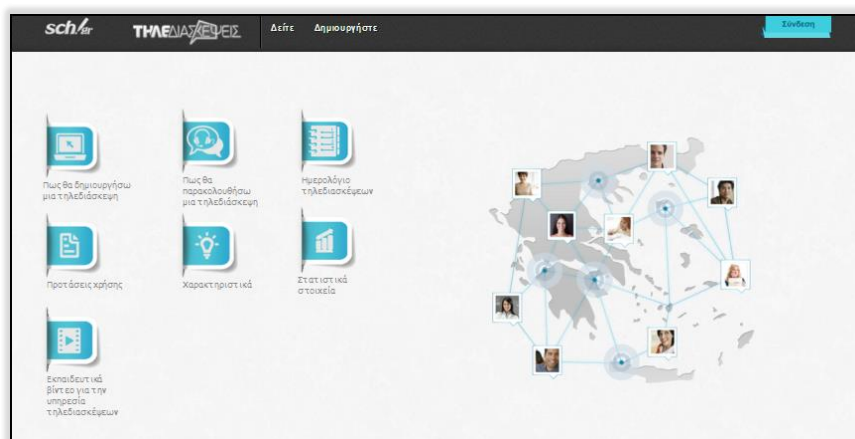 sch.gr
ΤΗΛΕΔΙΑΣΚΕΨΕΙΣ
Δείτε
Δημιουργήστε
Σύνδεση
Πως θα δημιουργήσω
μια τηλεδιάσκεψη
Πως θα
παρακολουθήσω
μια τηλεδιάσκεψη
Ημερολόγιο
τηλεδιασκέψεων
Προτάσεις χρήσης
Χαρακτηριστικά
Στατιστικά
στοιχεία
Εκπαιδευτικά
βίντεο για την
υπηρεσία
τηλεδιασκέψεων